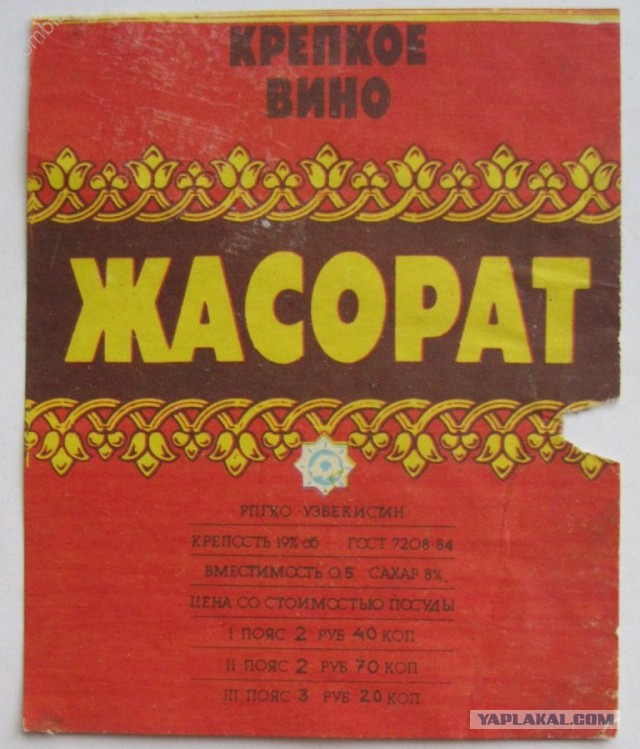 КРЕПКОЕ
ВИНО
ЖАСОРАТ
РПГКО УЗБЕКИСТАН
КРЕПОСТЬ 19% об ГОСТ 7208-84
ВМЕСТИМОСТЬ 0.5 САХАР 8%
ЦЕНА СО СТОИМОСТЬЮ ПОСУДЫ
I ПОЯС 2 РУБ 40 КОП
II ПОЯС 2 РУБ 70 КОП
III ПОЯС 3 РУБ 20 КОП
YAPLAKAL.COM